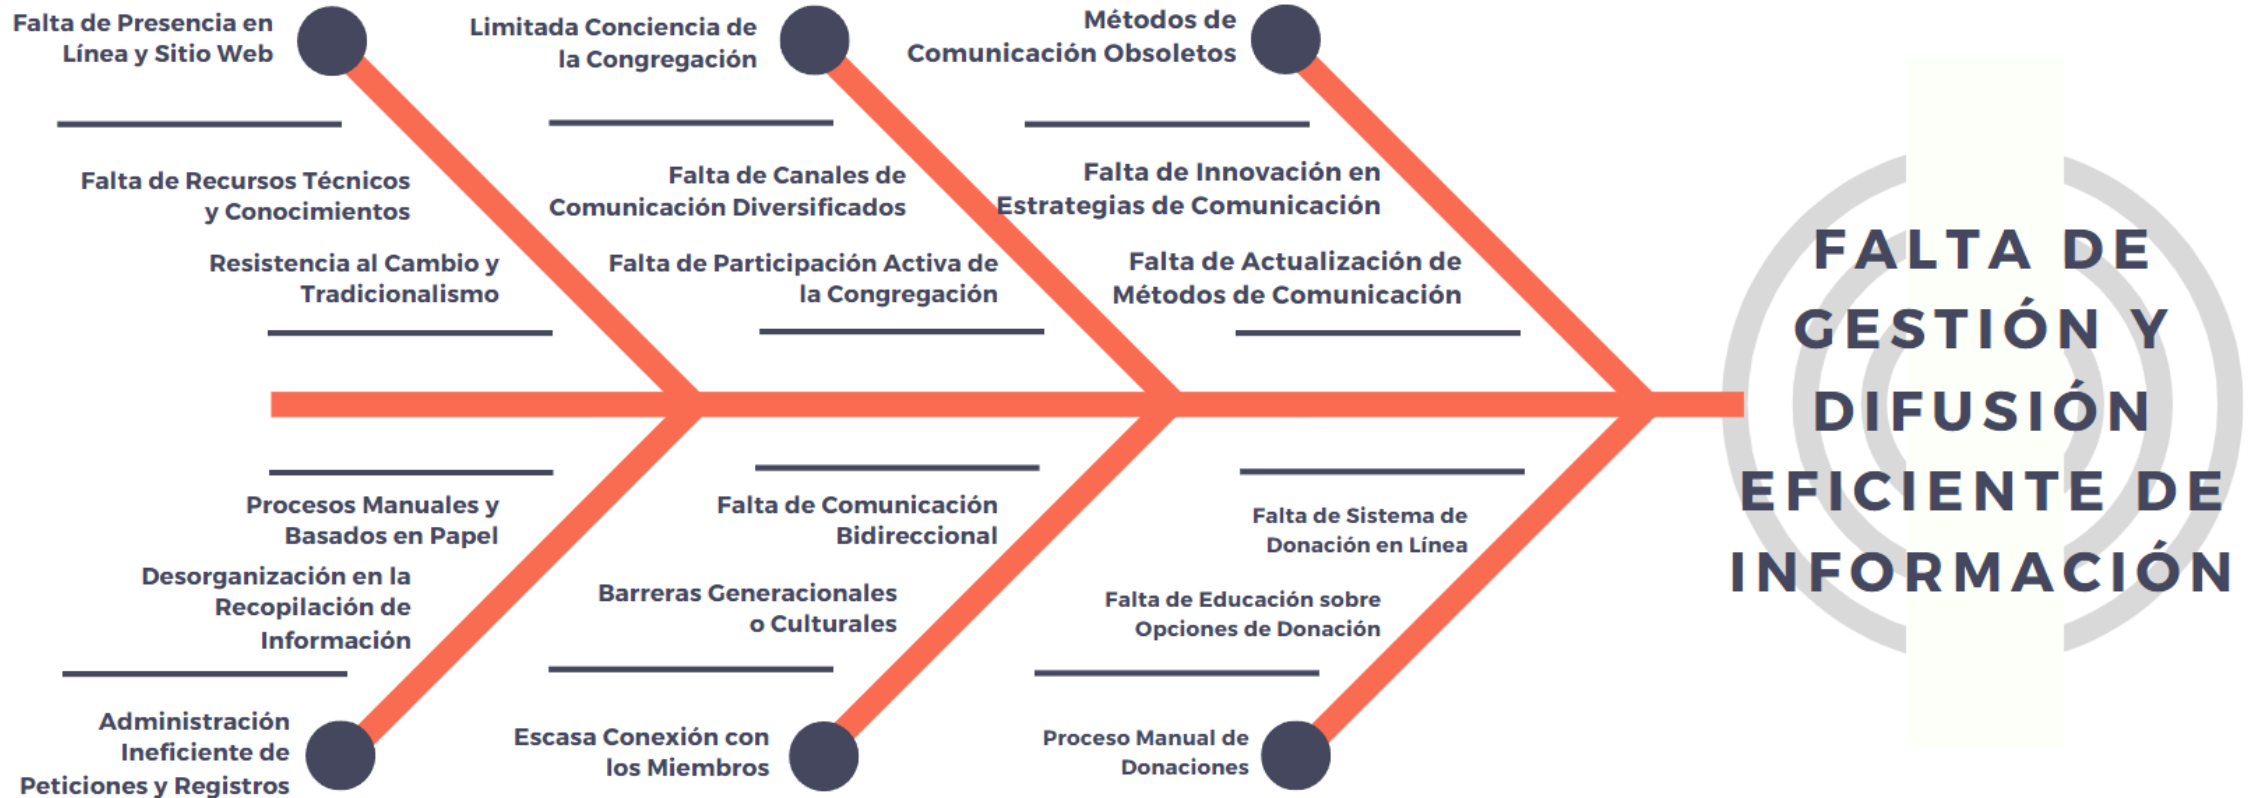 Falta de Presencia en
Línea y Sitio Web
Limitada Conciencia de
la Congregación
Métodos de
Comunicación Obsoletos
Falta de Recursos Técnicos
y Conocimientos
Resistencia al Cambio y
Tradicionalismo
Falta de Canales de
Comunicación Diversificados
Falta de Participación Activa de
la Congregación
Falta de Innovación en
Estrategias de Comunicación
Falta de Actualización de
Métodos de Comunicación
FALTA DE
GESTIÓN Y
DIFUSIÓN
EFICIENTE DE
INFORMACIÓN
Procesos Manuales y
Basados en Papel
Desorganización en la
Recopilación de
Información
Administración
Ineficiente de
Peticiones y Registros
Falta de Comunicación
Bidireccional
Barreras Generacionales
o Culturales
Escasa Conexión con
los Miembros
Falta de Sistema de
Donación en Línea
Falta de Educación sobre
Opciones de Donación
Proceso Manual de
Donaciones